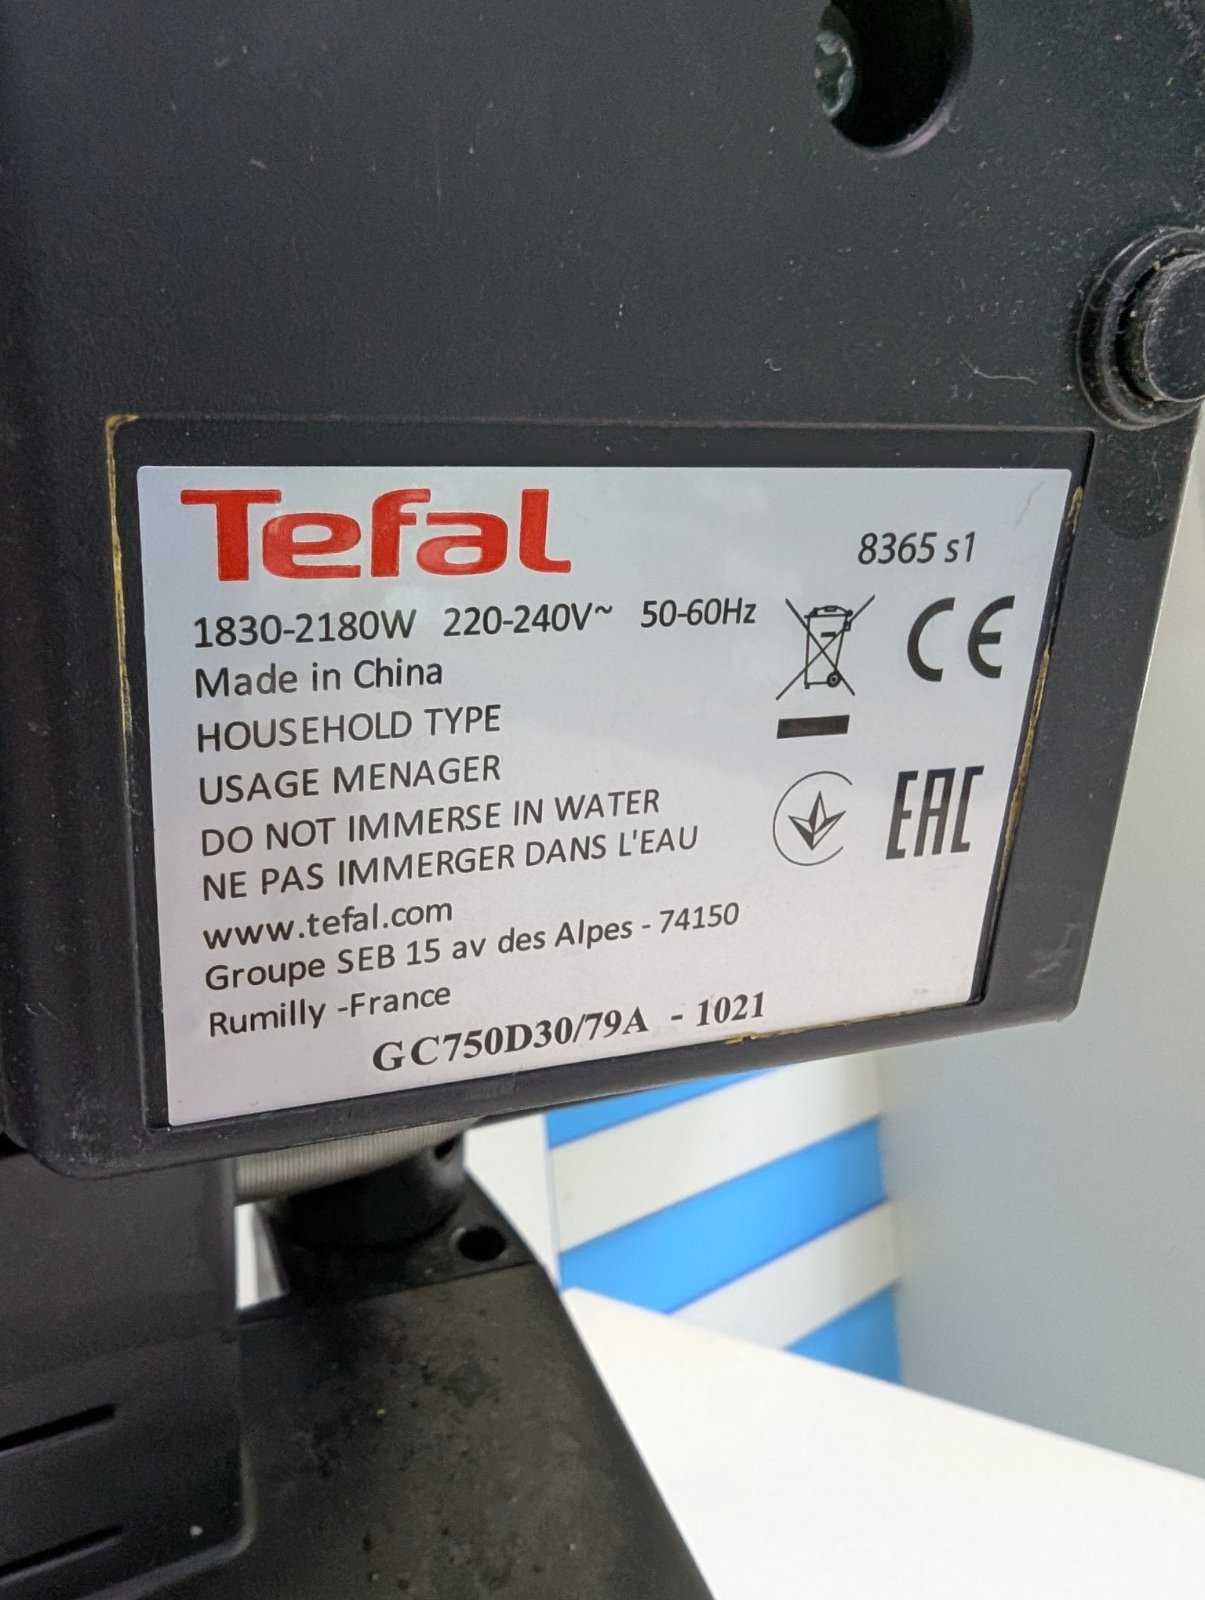 Tefal
8365 s1
1830-2180W 220-240V~ 50-60Hz
Made in China
HOUSEHOLD TYPE
USAGE MENAGER
DO NOT IMMERSE IN WATER
NE PAS IMMERGER DANS L'EAU
www.tefal.com
Groupe SEB 15 av des Alpes - 74150
Rumilly -France
GC750D30/79A - 1021
CE
EAC